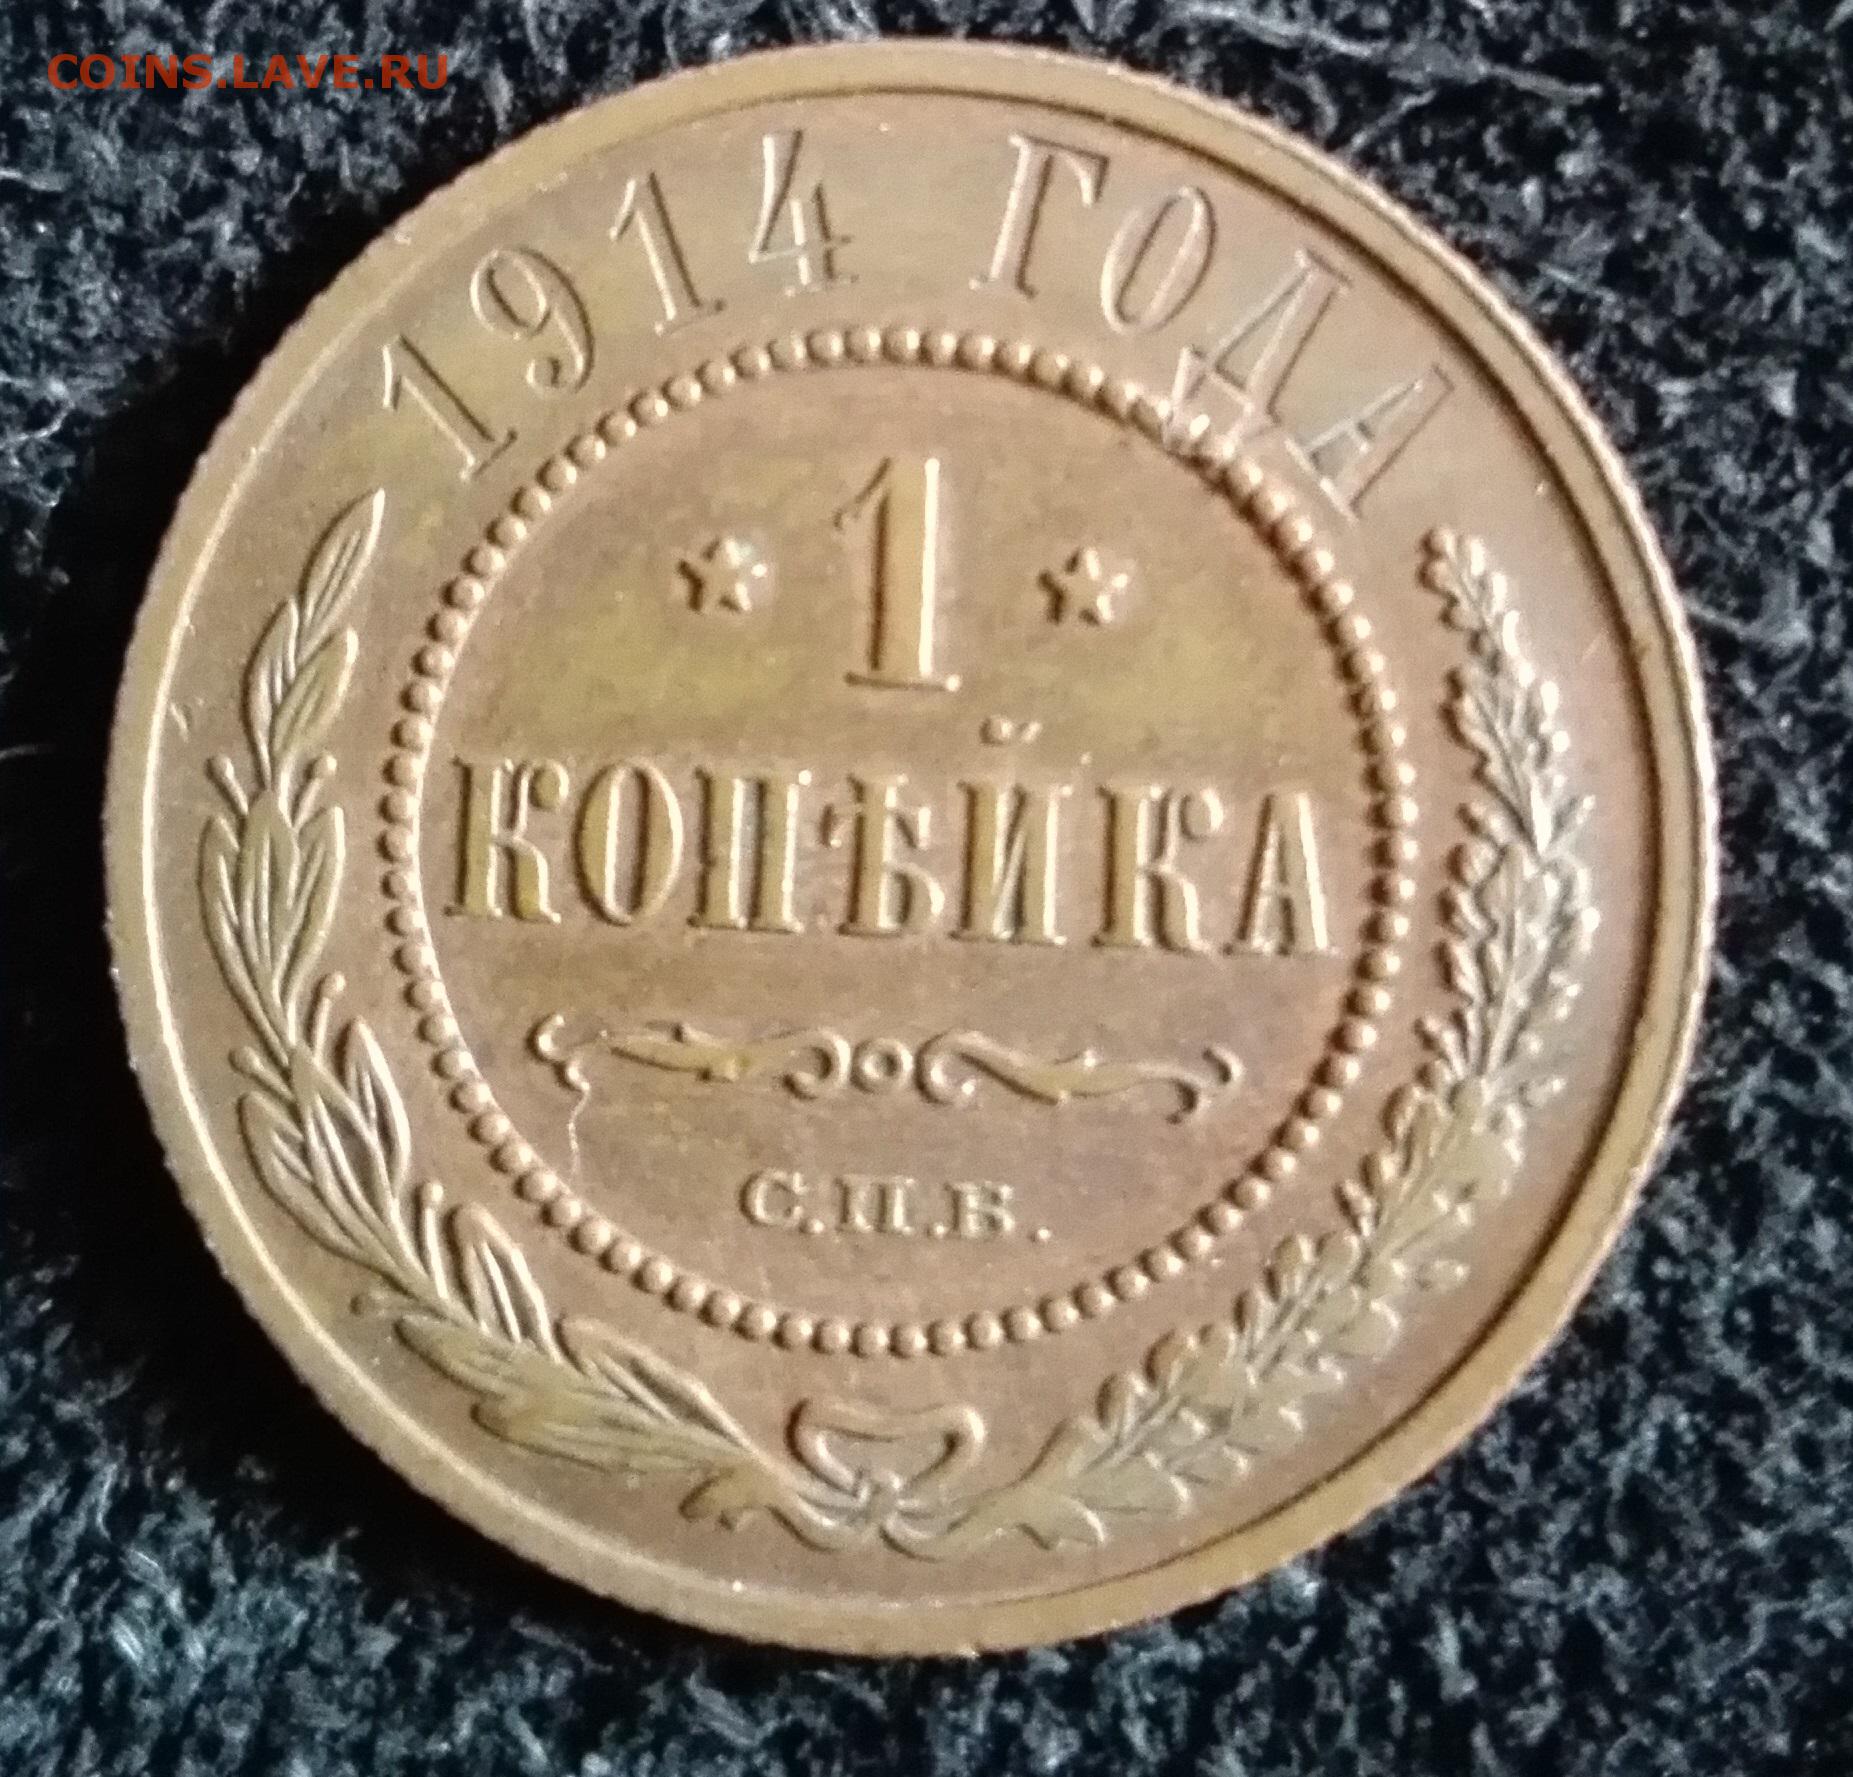 COINS.LAVE.RU
1914 ГОДА
* 1 *
КОПѢЙКА
С.П.Б.